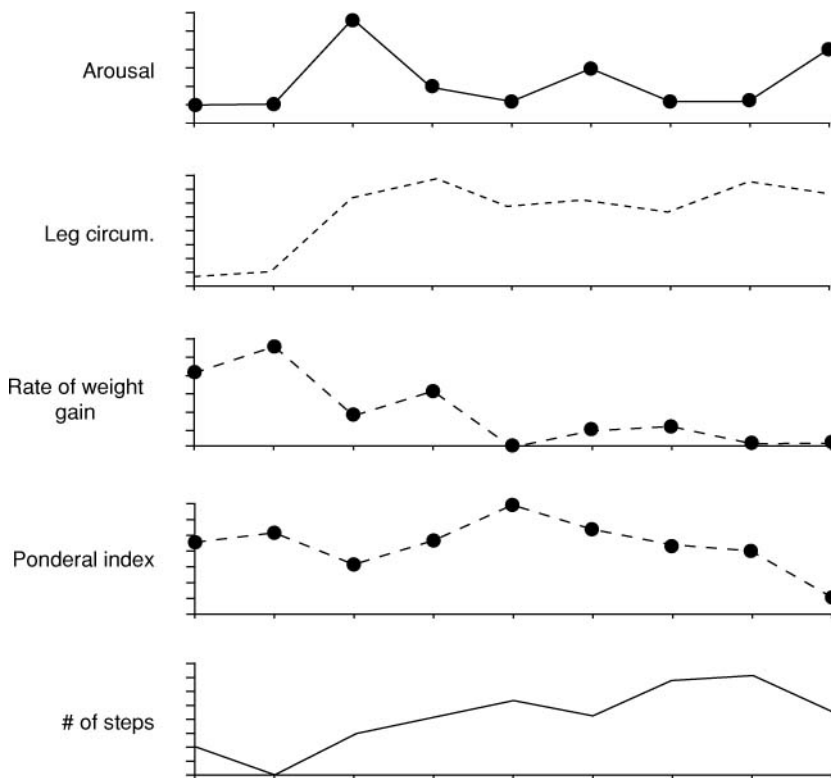 Arousal
Leg circum.
Rate of weight
gain
Ponderal index
# of steps